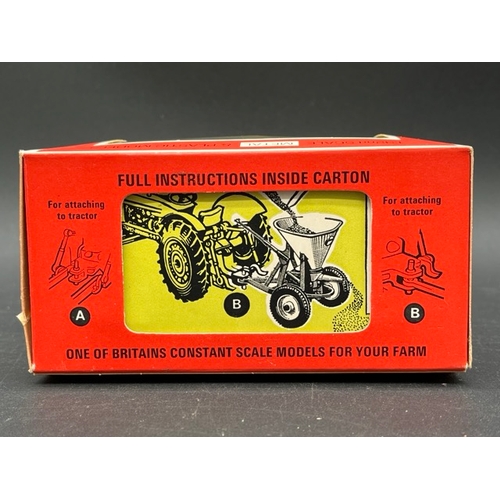 FULL INSTRUCTIONS INSIDE CARTON
For attaching
to tractor
For attaching
to tractor
A
B
B
ONE OF BRITAINS CONSTANT SCALE MODELS FOR YOUR FARM